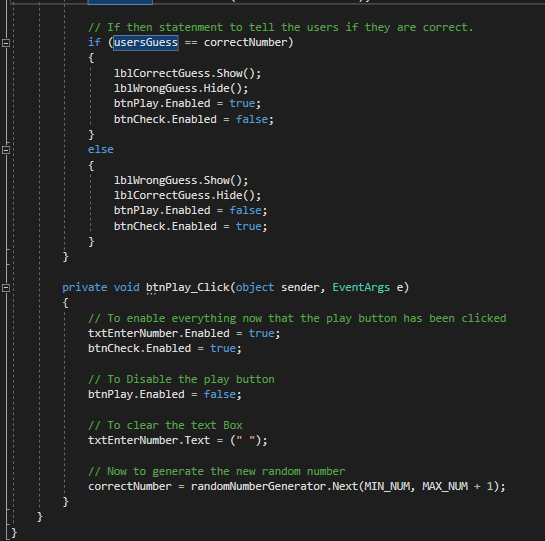 // If then statenment to tell the users if they are correct.
if (usersGuess == correctNumber)
{
lblCorrectGuess.Show();
lblWrongGuess.Hide();
btnPlay.Enabled = true;
btnCheck.Enabled = false;
}
else
{
lblWrongGuess.Show();
lblCorrectGuess.Hide();
btnPlay.Enabled = false;
btnCheck.Enabled = true;
}
}
private void btnPlay_Click(object sender, EventArgs e)
{
// To enable everything now that the play button has been clicked
txtEnterNumber.Enabled = true;
btnCheck.Enabled = true;
// To Disable the play button
btnPlay.Enabled = false;
// To clear the text Box
txtEnterNumber.Text = (" ");
// Now to generate the new random number
correctNumber = randomNumberGenerator.Next(MIN_NUM, MAX_NUM + 1);
}
}
}